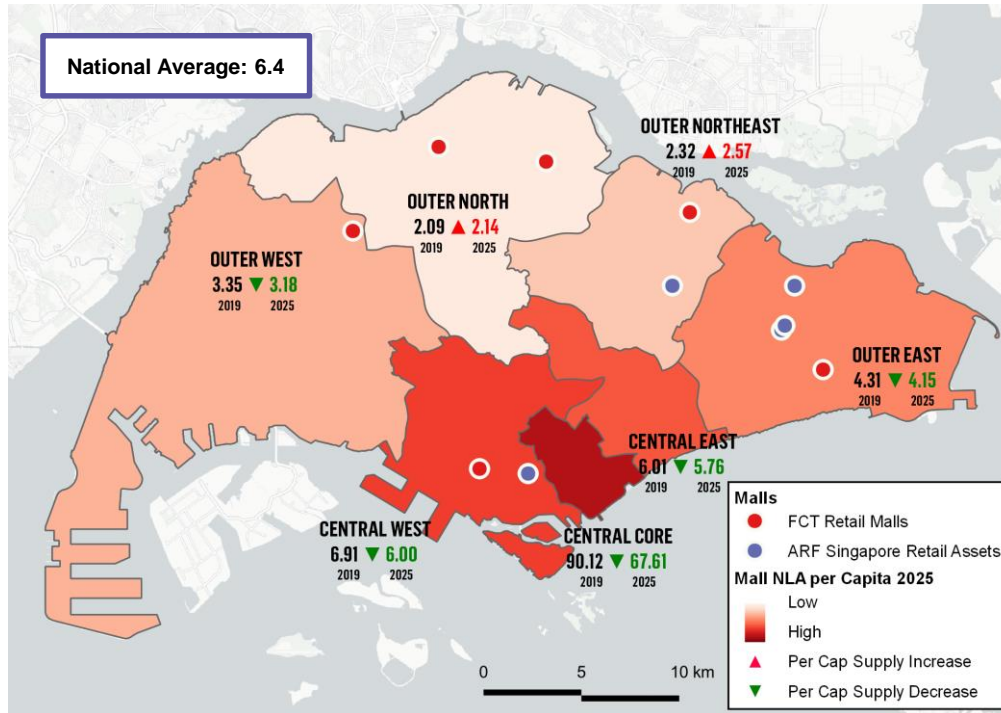 National Average: 6.4
OUTER NORTHEAST
2.32 ▲ 2.57
2019 2025
OUTER NORTH
2.09 ▲ 2.14
2019 2025
OUTER WEST
3.35 ▼ 3.18
2019 2025
OUTER EAST
4.31 ▼ 4.15
2019 2025
CENTRAL EAST
6.01 ▼ 5.76
2019 2025
CENTRAL WEST
6.91 ▼ 6.00
2019 2025
CENTRAL CORE
90.12 ▼ 67.61
2019 2025
Malls
FCT Retail Malls
ARF Singapore Retail Assets
Mall NLA per Capita 2025
Low
High
Per Cap Supply Increase
Per Cap Supply Decrease
0 5 10 km